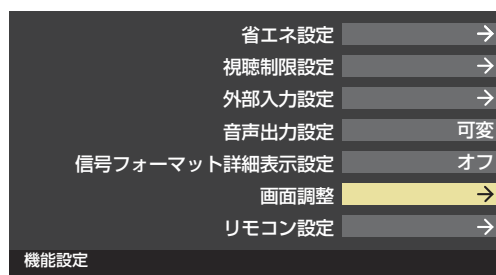 省エネ設定 →
視聴制限設定 →
外部入力設定 →
音声出力設定 可変
信号フォーマット詳細表示設定 オフ
画面調整 →
リモコン設定 →
機能設定